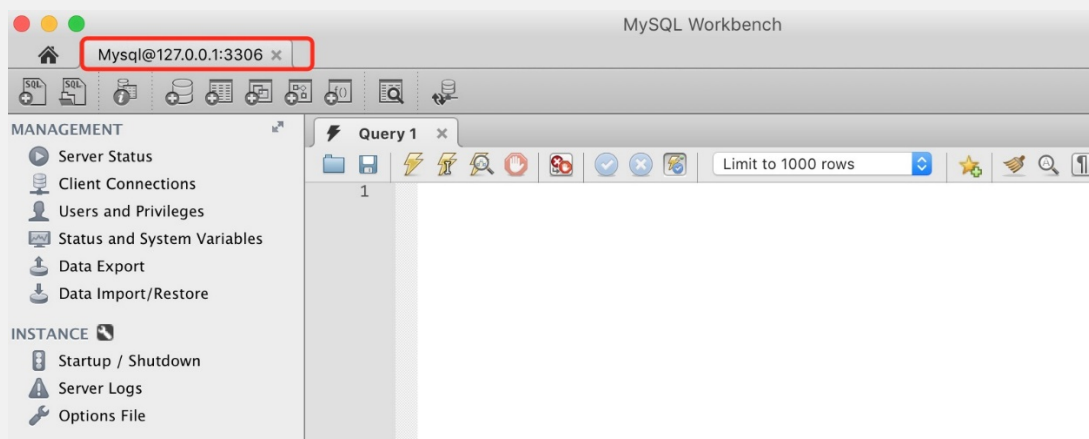 MySQL Workbench
Mysql@127.0.0.1:3306
SQL SQL
MANAGEMENT
Server Status
Client Connections
Users and Privileges
Status and System Variables
Data Export
Data Import/Restore
INSTANCE
Startup / Shutdown
Server Logs
Options File
Query 1
Limit to 1000 rows
1